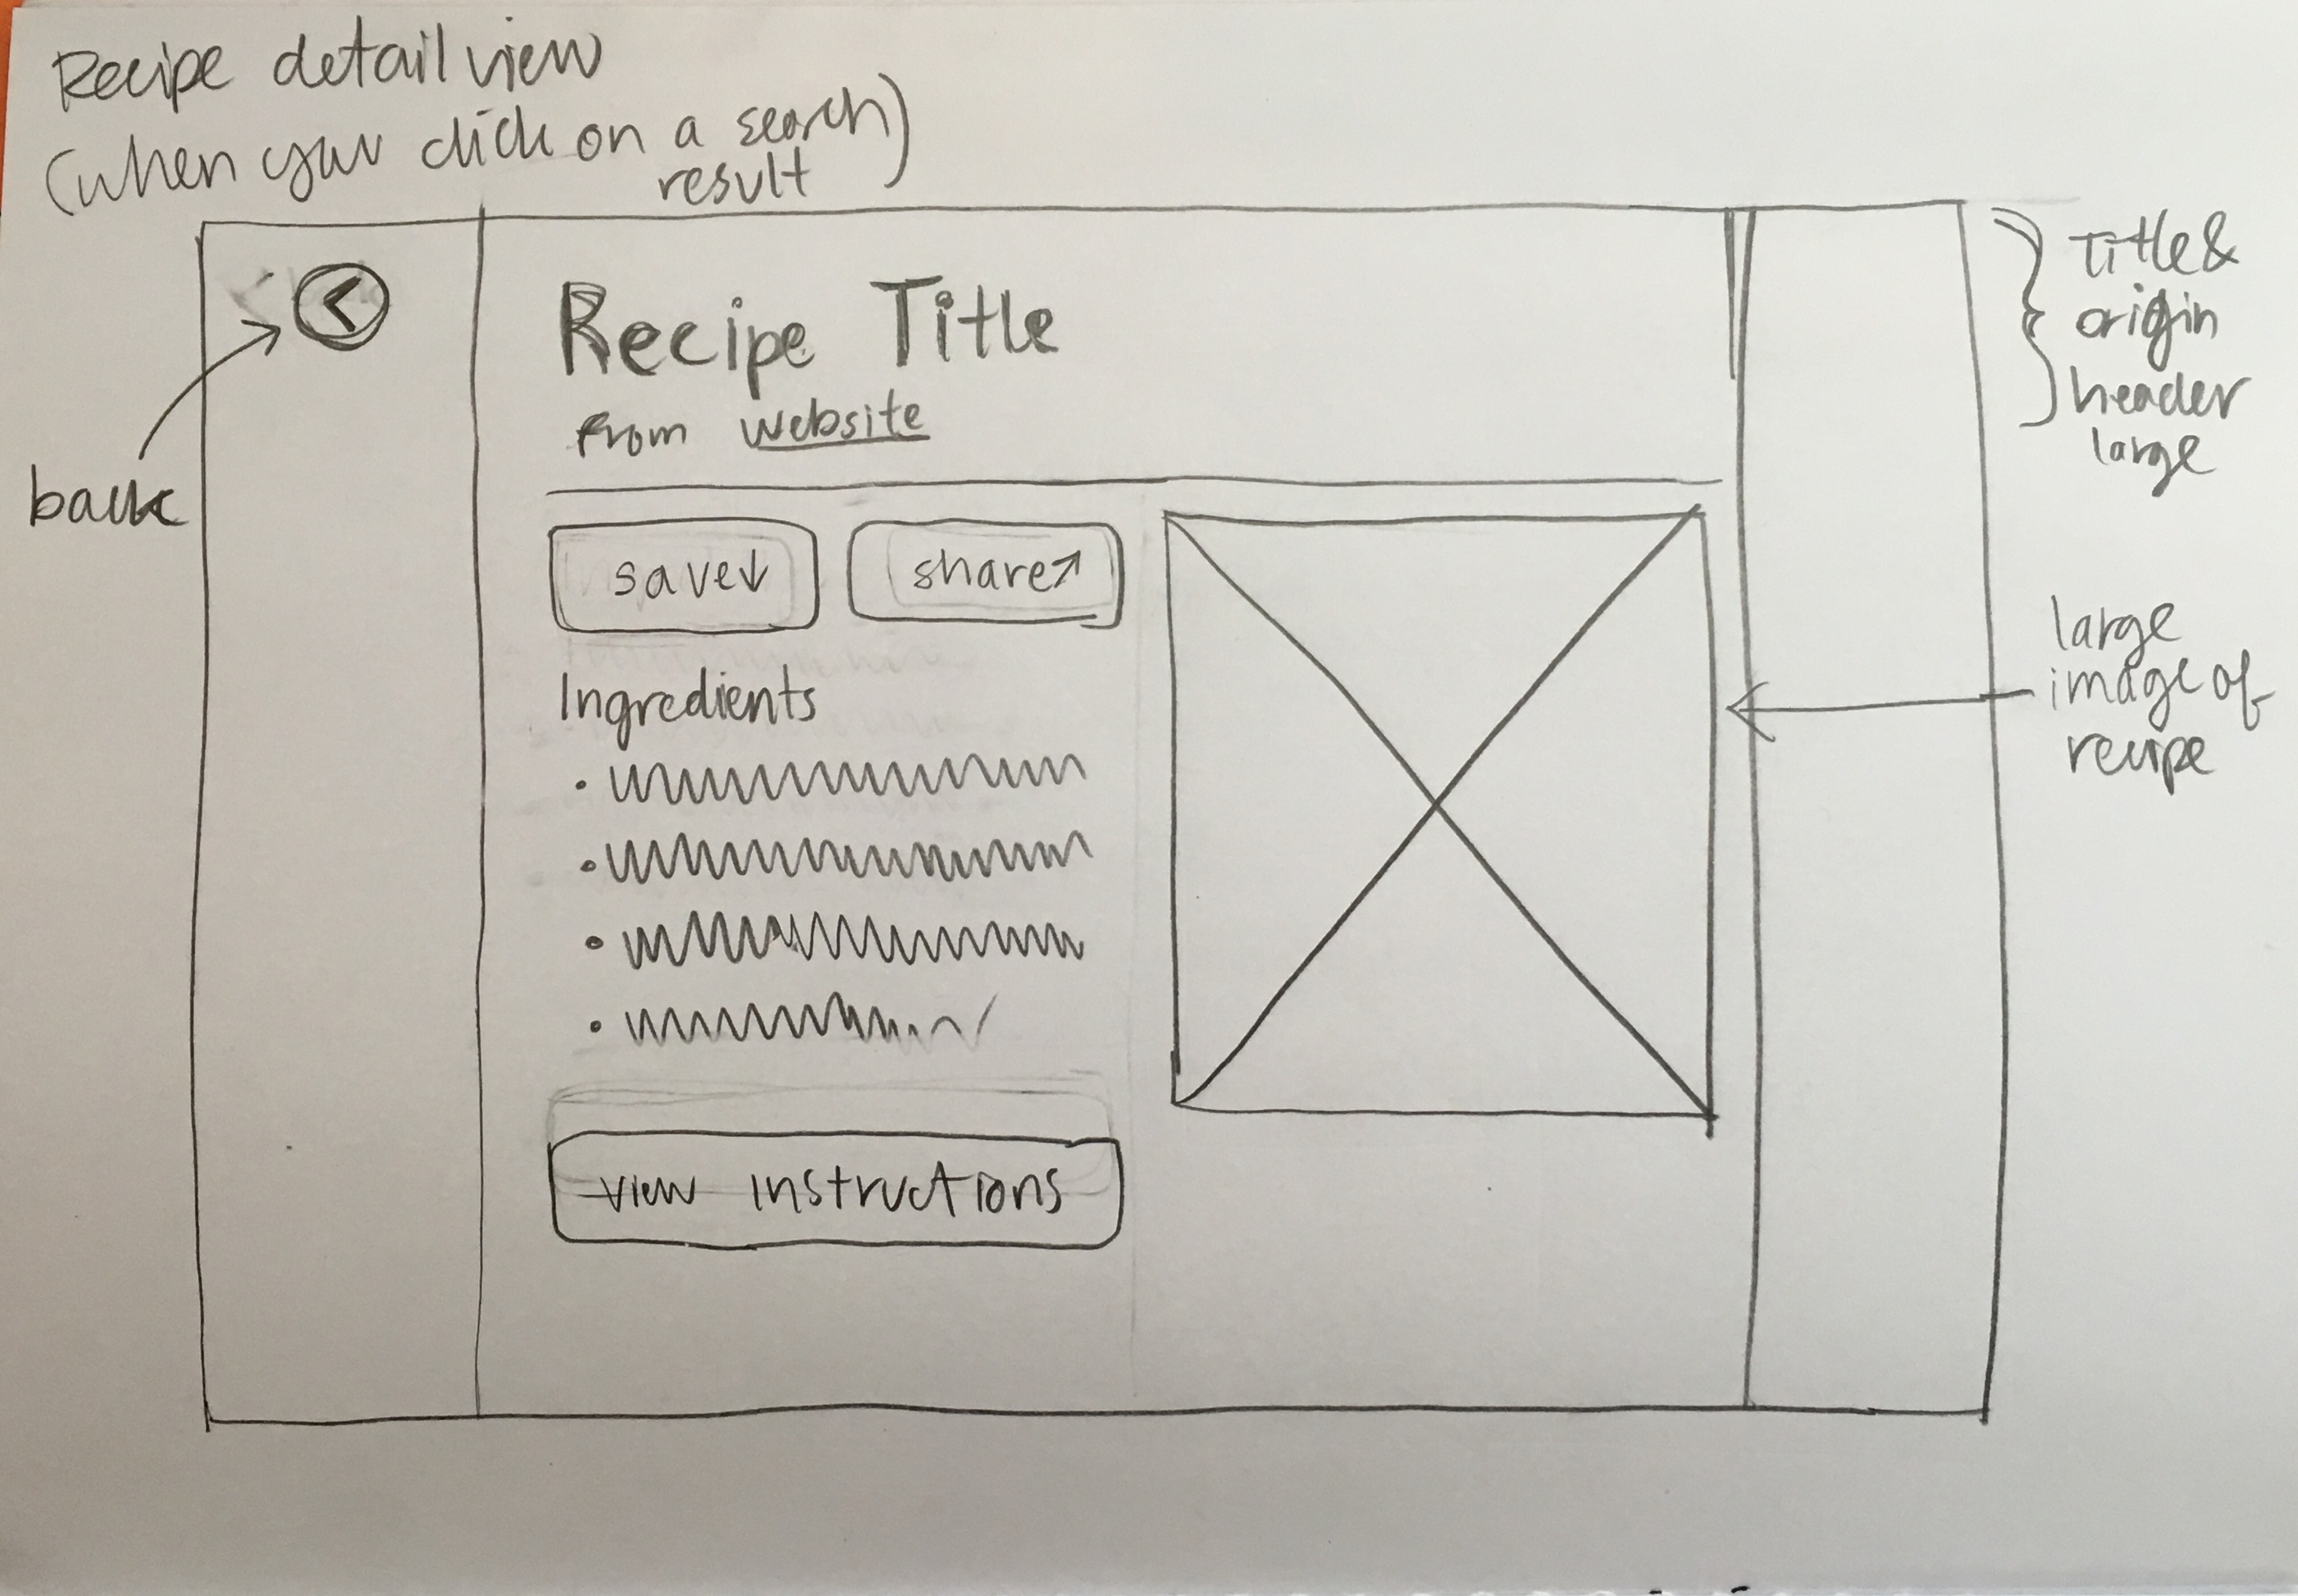 Recipe detail view
(when you click on a search
result)
Recipe Title
from website
save↓
share↗
Ingredients
view instructions
back
Title &
origin
header
large
large
image of
recipe